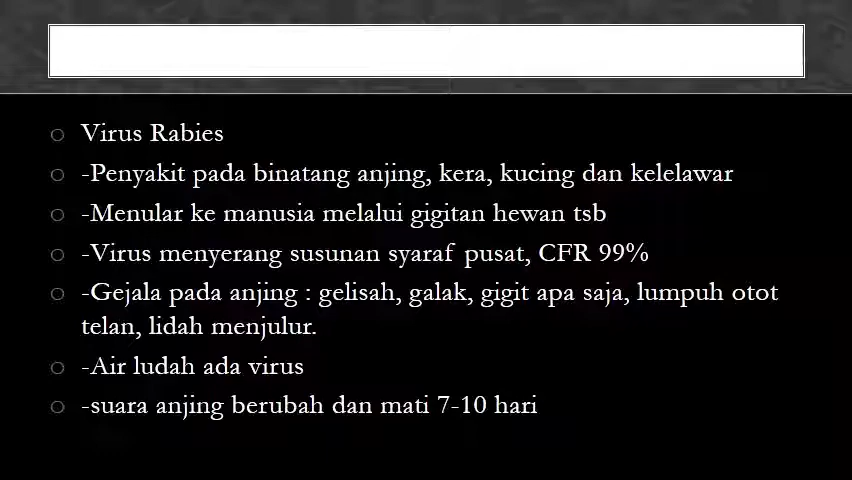 Virus Rabies
-Penyakit pada binatang anjing, kera, kucing dan kelelawar
-Menular ke manusia melalui gigitan hewan tsb
-Virus menyerang susunan syaraf pusat, CFR 99%
-Gejala pada anjing : gelisah, galak, gigit apa saja, lumpuh otot
telan, lidah menjulur.
-Air ludah ada virus
-suara anjing berubah dan mati 7-10 hari